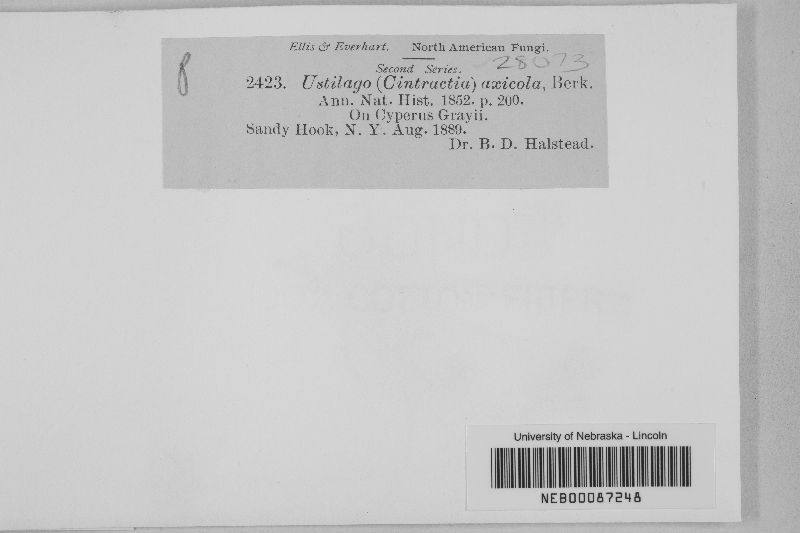 Ellis & Everhart. North American Fungi.
28073
Second Series.
2423. Ustilago (Cintractia) axicola, Berk.
Ann. Nat. Hist. 1852. p. 200.
On Cyperus Grayii.
Sandy Hook, N. Y. Aug. 1889.
Dr. B. D. Halstead.
University of Nebraska - Lincoln
NEB00087248